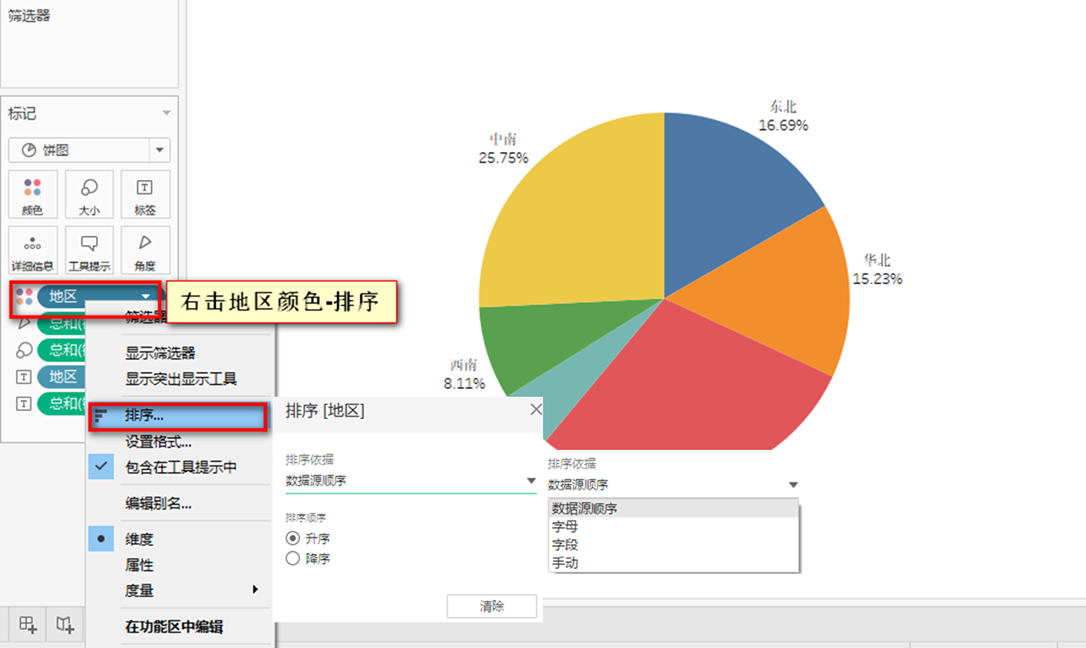 筛选器
标记
饼图
颜色
大小
标签
详细信息
工具提示
角度
地区
右击地区颜色-排序
总和(
总和(
地区
总和(
筛选器
显示筛选器
显示突出显示工具
排序...
设置格式...
包含在工具提示中
编辑别名...
维度
属性
度量
在功能区中编辑
东北
16.69%
中南
25.75%
华北
15.23%
西南
8.11%
排序 [地区]
排序依据
数据源顺序
排序顺序
升序
降序
清除
排序依据
数据源顺序
数据源顺序
字母
字段
手动